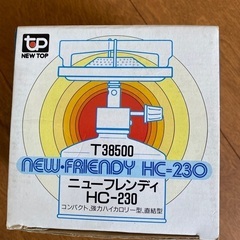 top
NEW TOP
T38500
NEW·FRIENDY HC-230
ニューフレンディ
HC-230
コンパクト、強力ハイカロリー型、直結型